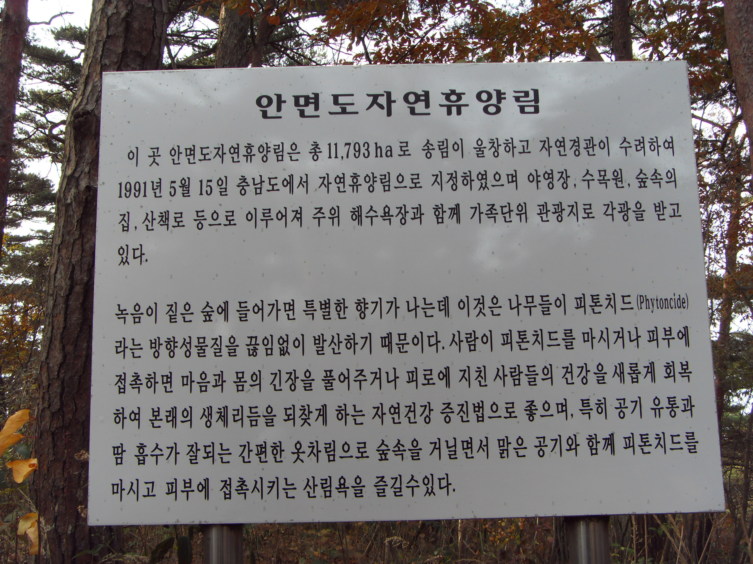 안면도자연휴양림
이 곳 안면도자연휴양림은 총 11,793 ha 로 송림이 울창하고 자연경관이 수려하여
1991년 5월 15일 충남도에서 자연휴양림으로 지정하였으며 야영장, 수목원, 숲속의
집, 산책로 등으로 이루어져 주위 해수욕장과 함께 가족단위 관광지로 각광을 받고
있다.
녹음이 짙은 숲에 들어가면 특별한 향기가 나는데 이것은 나무들이 피톤치드(Phytoncide)
라는 방향성물질을 끊임없이 발산하기 때문이다. 사람이 피톤치드를 마시거나 피부에
접촉하면 마음과 몸의 긴장을 풀어주거나 피로에 지친 사람들의 건강을 새롭게 회복
하여 본래의 생체리듬을 되찾게 하는 자연건강 증진법으로 좋으며, 특히 공기 유통과
땀 흡수가 잘되는 간편한 옷차림으로 숲속을 거닐면서 맑은 공기와 함께 피톤치드를
마시고 피부에 접촉시키는 산림욕을 즐길수있다.